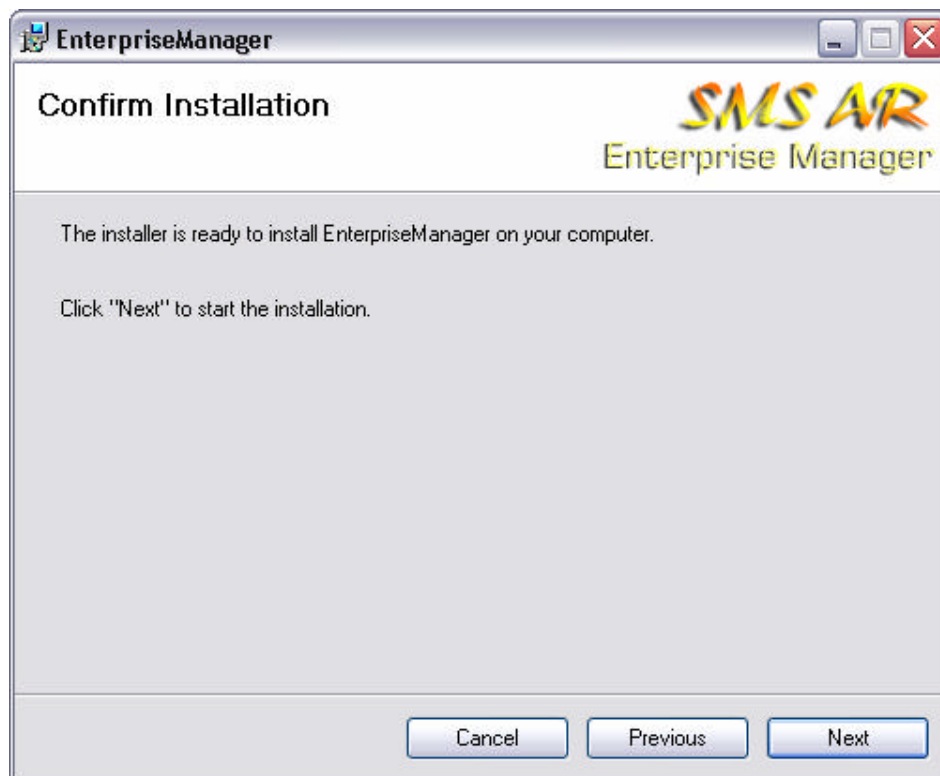 EnterpriseManager
Confirm Installation
SMS AR
Enterprise Manager
The installer is ready to install EnterpriseManager on your computer.
Click "Next" to start the installation.
Cancel
Previous
Next